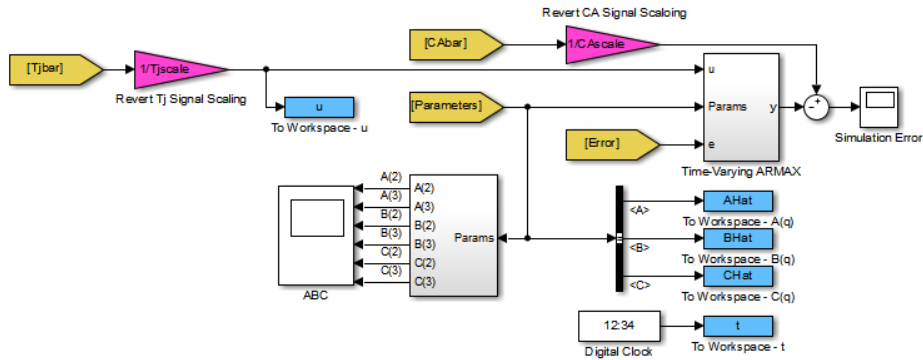 Revert CA Signal Scaloing
[CAbar]
1/CAscale
[Tjbar]
1/Tjscale
Revert Tj Signal Scaling
u
To Workspace - u
[Parameters]
[Error]
u
Params
e
y
Time-Varying ARMAX
-
+
Simulation Error
A(2)
A(3)
B(2)
B(3)
C(2)
C(3)
A(2)
A(3)
B(2)
B(3)
C(2)
C(3)
Params
ABC
<A>
<B>
<C>
AHat
To Workspace - A(q)
BHat
To Workspace - B(q)
CHat
To Workspace - C(q)
12:34
Digital Clock
t
To Workspace - t